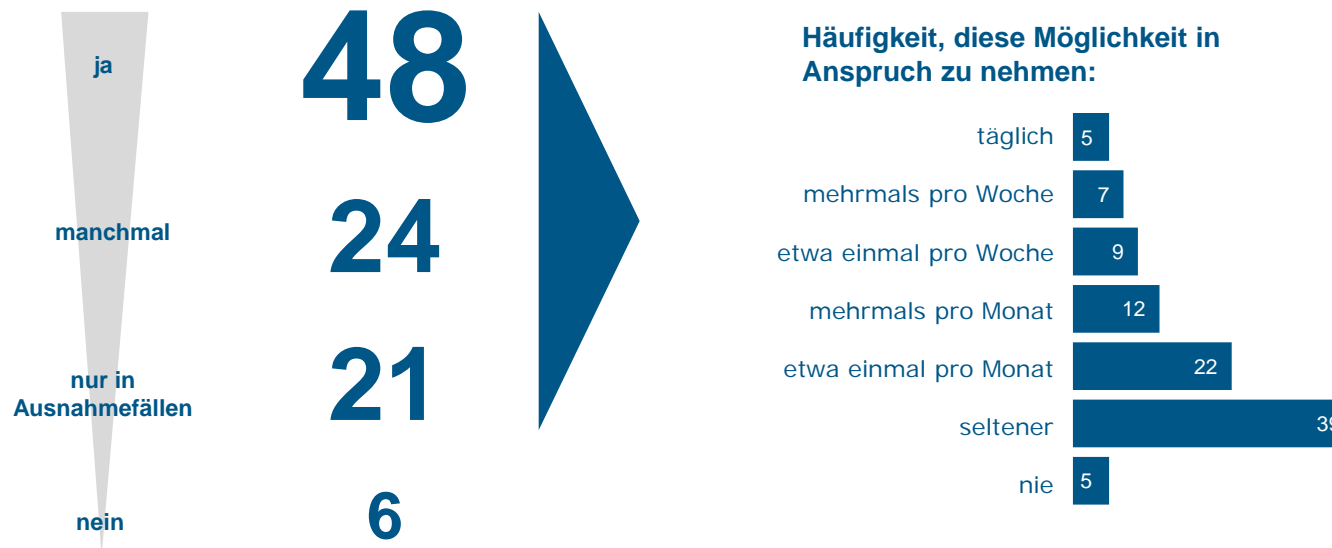 ja
48
manchmal
24
nur in
Ausnahmefällen
21
nein
6
Häufigkeit, diese Möglichkeit in
Anspruch zu nehmen:
täglich 5
mehrmals pro Woche 7
etwa einmal pro Woche 9
mehrmals pro Monat 12
etwa einmal pro Monat 22
seltener 39
nie 5